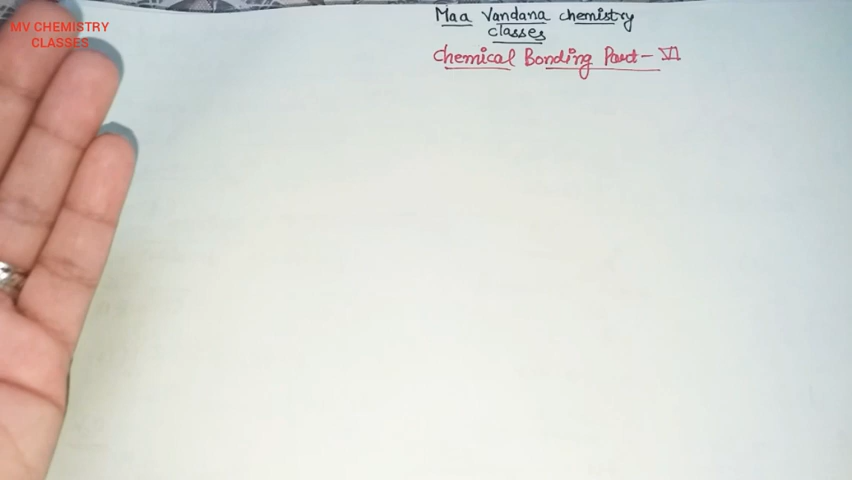 MV CHEMISTRY
CLASSES
Maa Vandana chemistry
classes
Chemical Bonding Part - VI